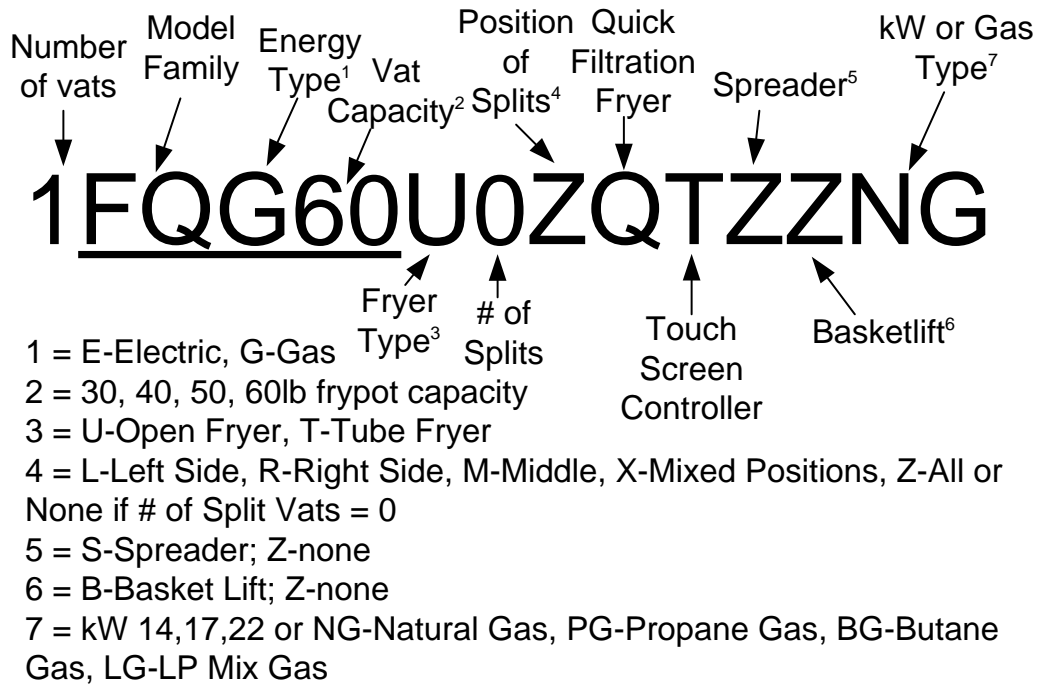 Number
of vats
Model
Family
Energy
Type¹
Vat
Capacity²
Position
of
Splits⁴
Quick
Filtration
Fryer
Spreader⁵
kW or Gas
Type⁷
1FQG60U0ZQTZZNG
Fryer
Type³
# of
Splits
Touch
Screen
Controller
Basketlift⁶
1 = E-Electric, G-Gas
2 = 30, 40, 50, 60lb frypot capacity
3 = U-Open Fryer, T-Tube Fryer
4 = L-Left Side, R-Right Side, M-Middle, X-Mixed Positions, Z-All or
None if # of Split Vats = 0
5 = S-Spreader; Z-none
6 = B-Basket Lift; Z-none
7 = kW 14,17,22 or NG-Natural Gas, PG-Propane Gas, BG-Butane
Gas, LG-LP Mix Gas